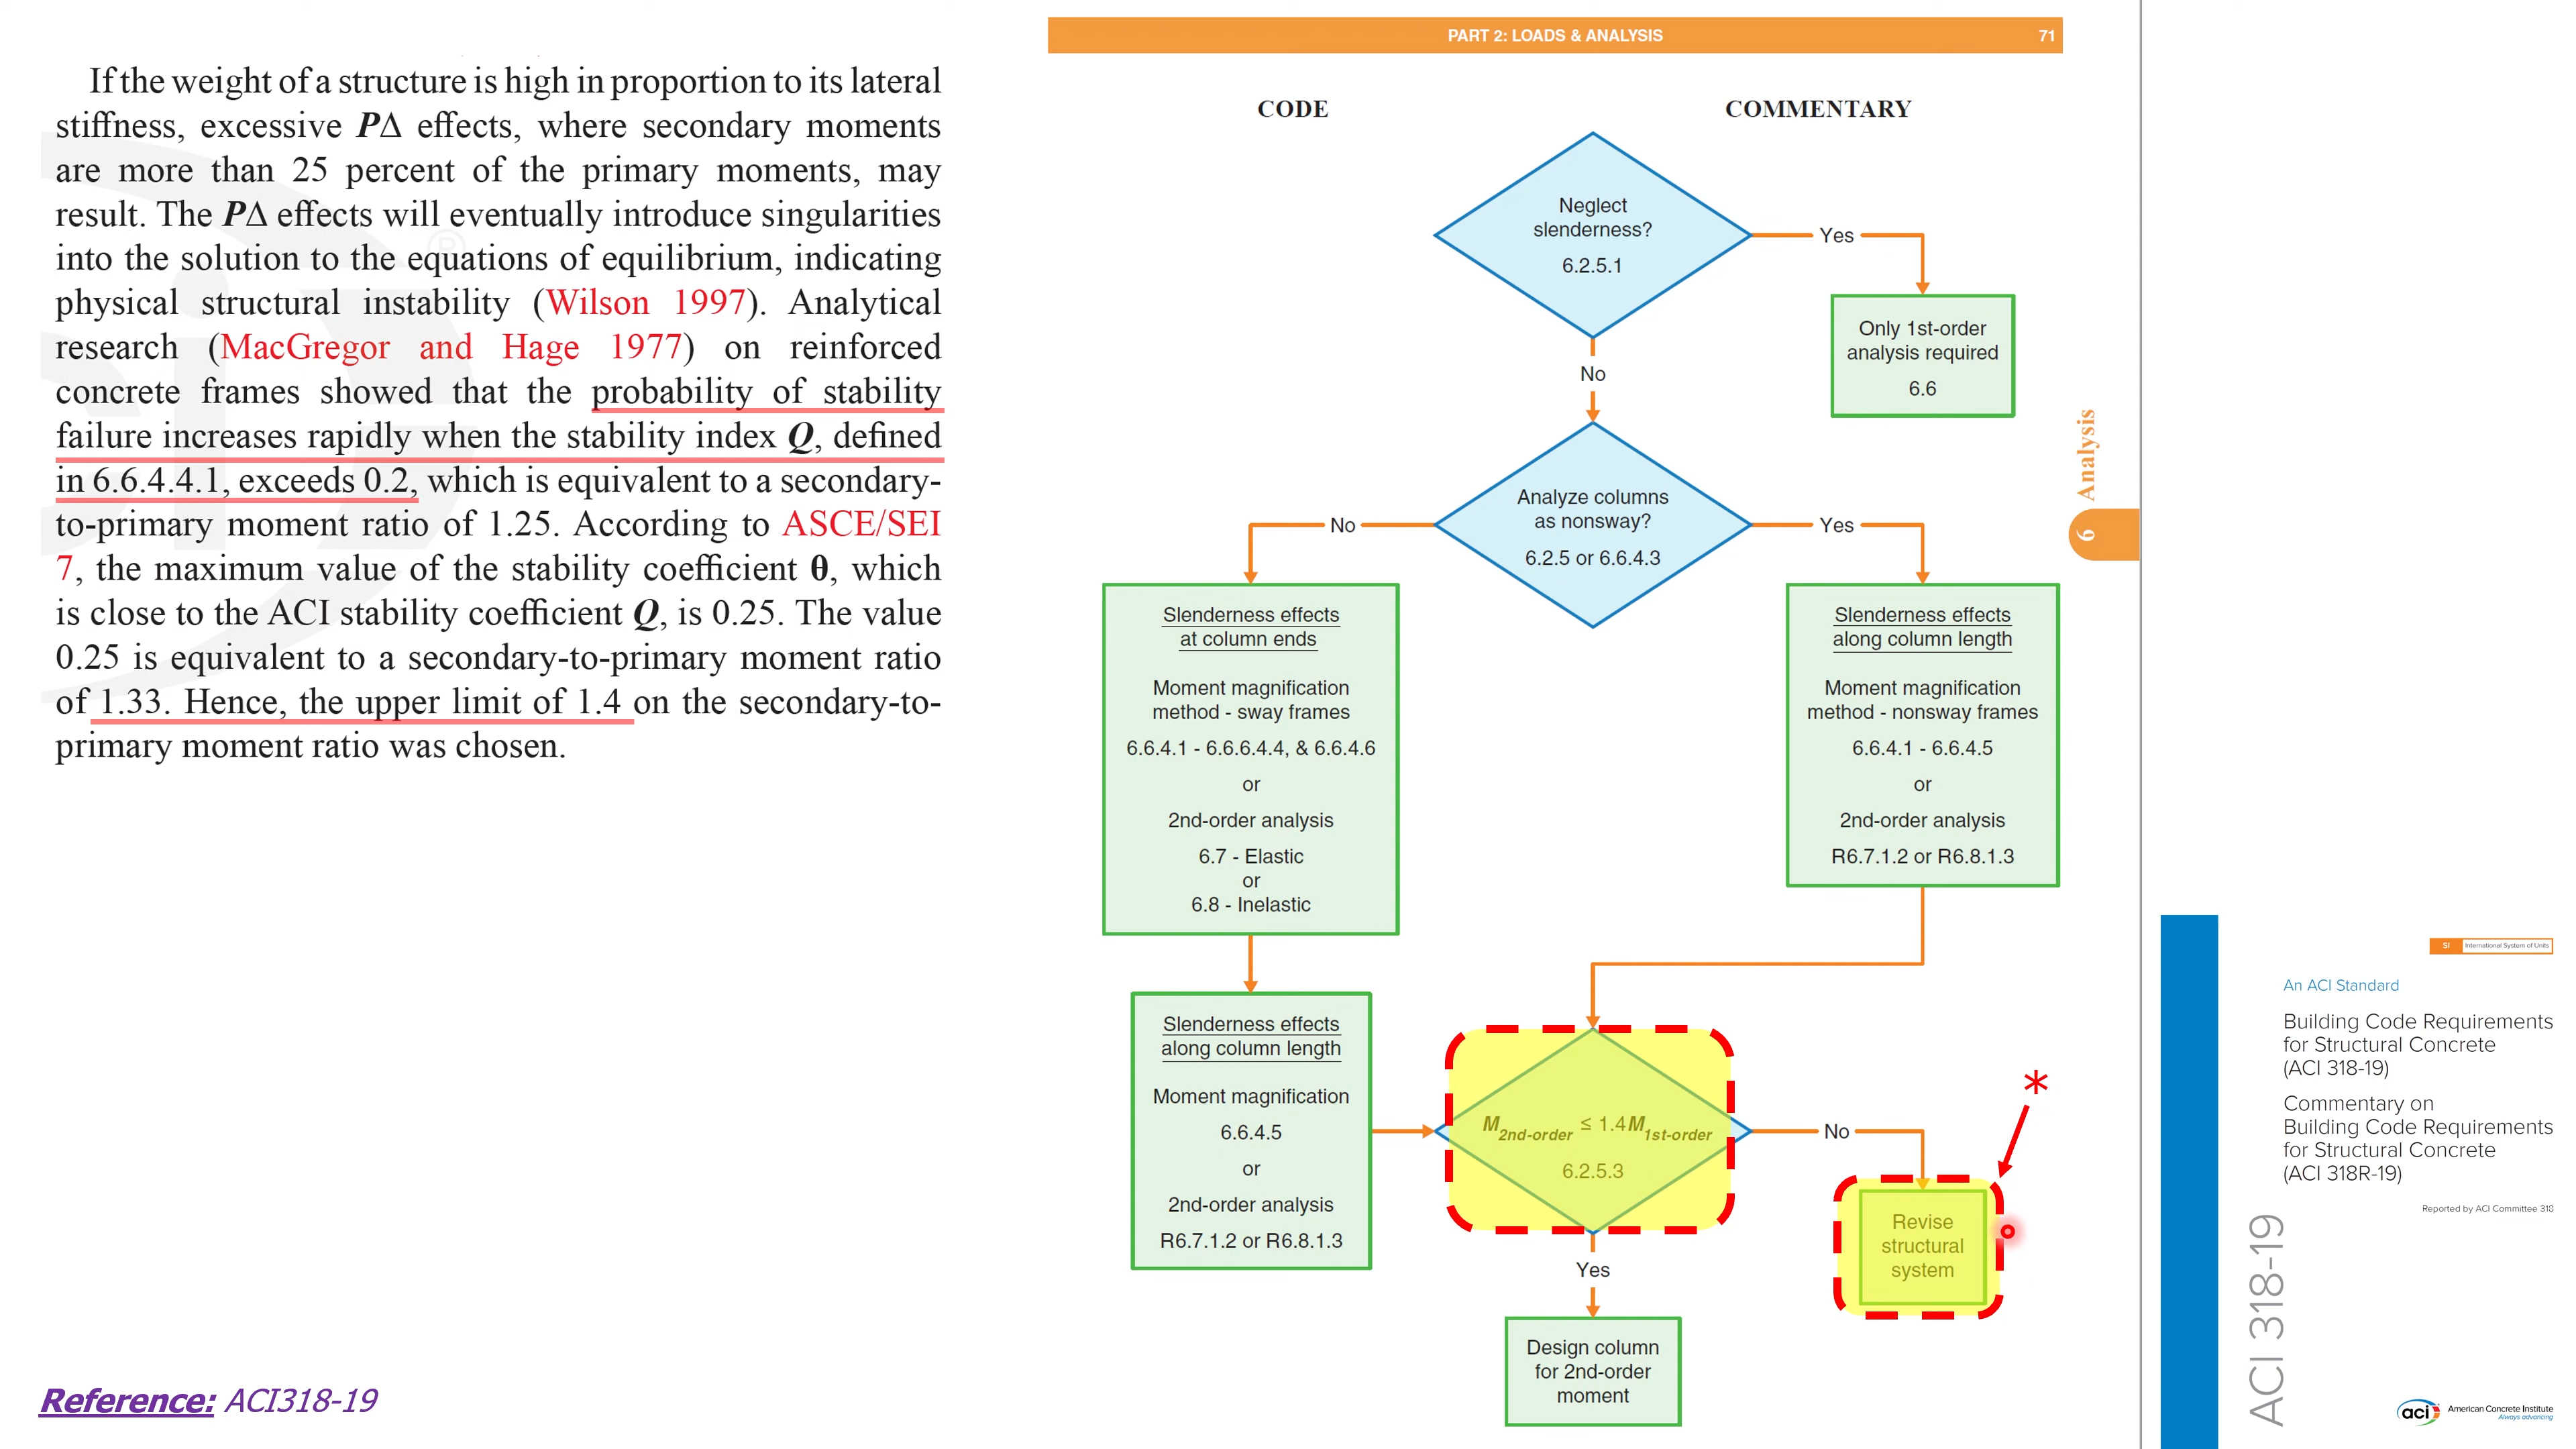 If the weight of a structure is high in proportion to its lateral
stiffness, excessive PΔ effects, where secondary moments
are more than 25 percent of the primary moments, may
result. The PΔ effects will eventually introduce singularities
into the solution to the equations of equilibrium, indicating
physical structural instability (Wilson 1997). Analytical
research (MacGregor and Hage 1977) on reinforced
concrete frames showed that the probability of stability
failure increases rapidly when the stability index Q, defined
in 6.6.4.4.1, exceeds 0.2, which is equivalent to a secondary-
to-primary moment ratio of 1.25. According to ASCE/SEI
7, the maximum value of the stability coefficient θ, which
is close to the ACI stability coefficient Q, is 0.25. The value
0.25 is equivalent to a secondary-to-primary moment ratio
of 1.33. Hence, the upper limit of 1.4 on the secondary-to-
primary moment ratio was chosen.
®
Reference: ACI318-19
PART 2: LOADS & ANALYSIS
71
CODE
COMMENTARY
Neglect
slenderness?
6.2.5.1
Yes
Only 1st-order
analysis required
6.6
No
Analyze columns
as nonsway?
6.2.5 or 6.6.4.3
No
Yes
Slenderness effects
at column ends
Moment magnification
method - sway frames
6.6.4.1 - 6.6.6.4.4, & 6.6.4.6
or
2nd-order analysis
6.7 - Elastic
or
6.8 - Inelastic
Slenderness effects
along column length
Moment magnification
method - nonsway frames
6.6.4.1 - 6.6.4.5
or
2nd-order analysis
R6.7.1.2 or R6.8.1.3
Slenderness effects
along column length
Moment magnification
6.6.4.5
or
2nd-order analysis
R6.7.1.2 or R6.8.1.3
M2nd-order ≤ 1.4M1st-order
6.2.5.3
No
*
Revise
structural
system
Yes
Design column
for 2nd-order
moment
6 Analysis
SI International System of Units
An ACI Standard
Building Code Requirements
for Structural Concrete
(ACI 318-19)
Commentary on
Building Code Requirements
for Structural Concrete
(ACI 318R-19)
Reported by ACI Committee 318
ACI 318-19
aci American Concrete Institute
Always advancing